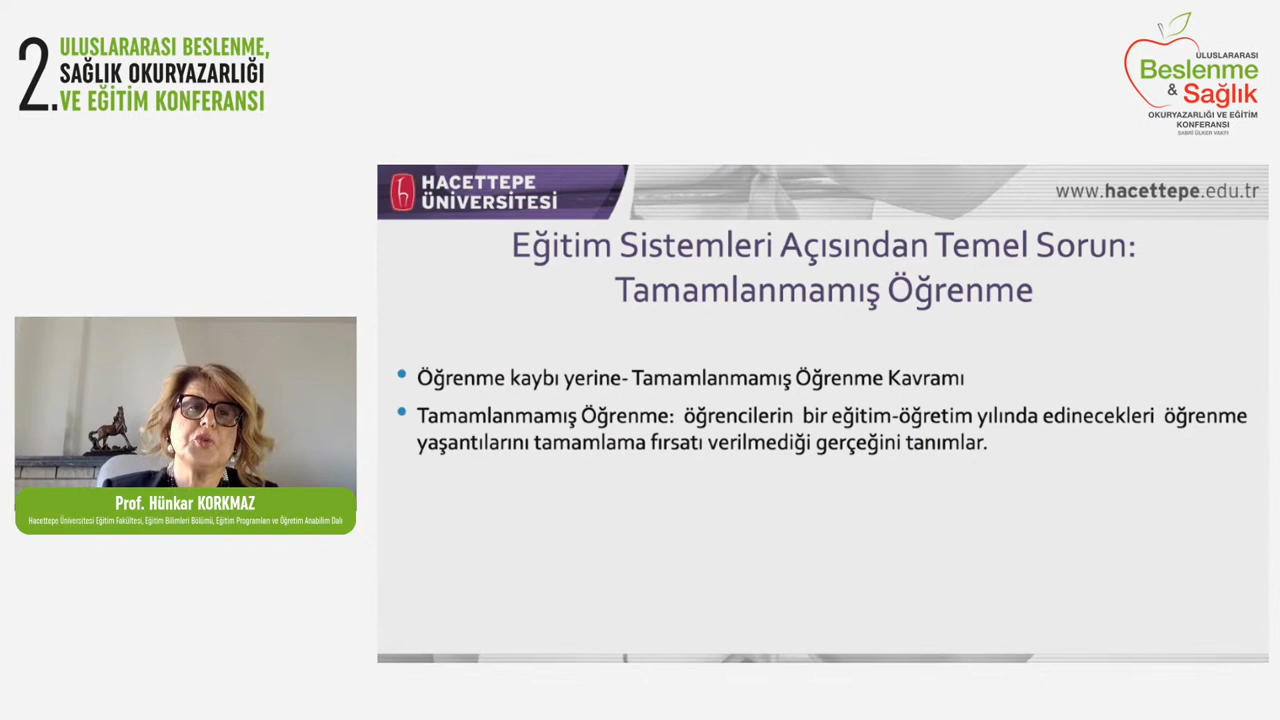 2.
ULUSLARARASI BESLENME,
SAĞLIK OKURYAZARLIĞI
VE EĞİTİM KONFERANSI
ULUSLARARASI
Beslenme
& Sağlık
OKURYAZARLIĞI VE EĞİTİM
KONFERANSI
SABRİ ÜLKER VAKFI
HACETTEPE
ÜNİVERSİTESİ
www.hacettepe.edu.tr
Eğitim Sistemleri Açısından Temel Sorun:
Tamamlanmamış Öğrenme
• Öğrenme kaybı yerine- Tamamlanmamış Öğrenme Kavramı
• Tamamlanmamış Öğrenme: öğrencilerin bir eğitim-öğretim yılında edinecekleri öğrenme
yaşantılarını tamamlama fırsatı verilmediği gerçeğini tanımlar.
Prof. Hünkar KORKMAZ
Hacettepe Üniversitesi Eğitim Fakültesi, Eğitim Bilimleri Bölümü, Eğitim Programları ve Öğretim Anabilim Dalı